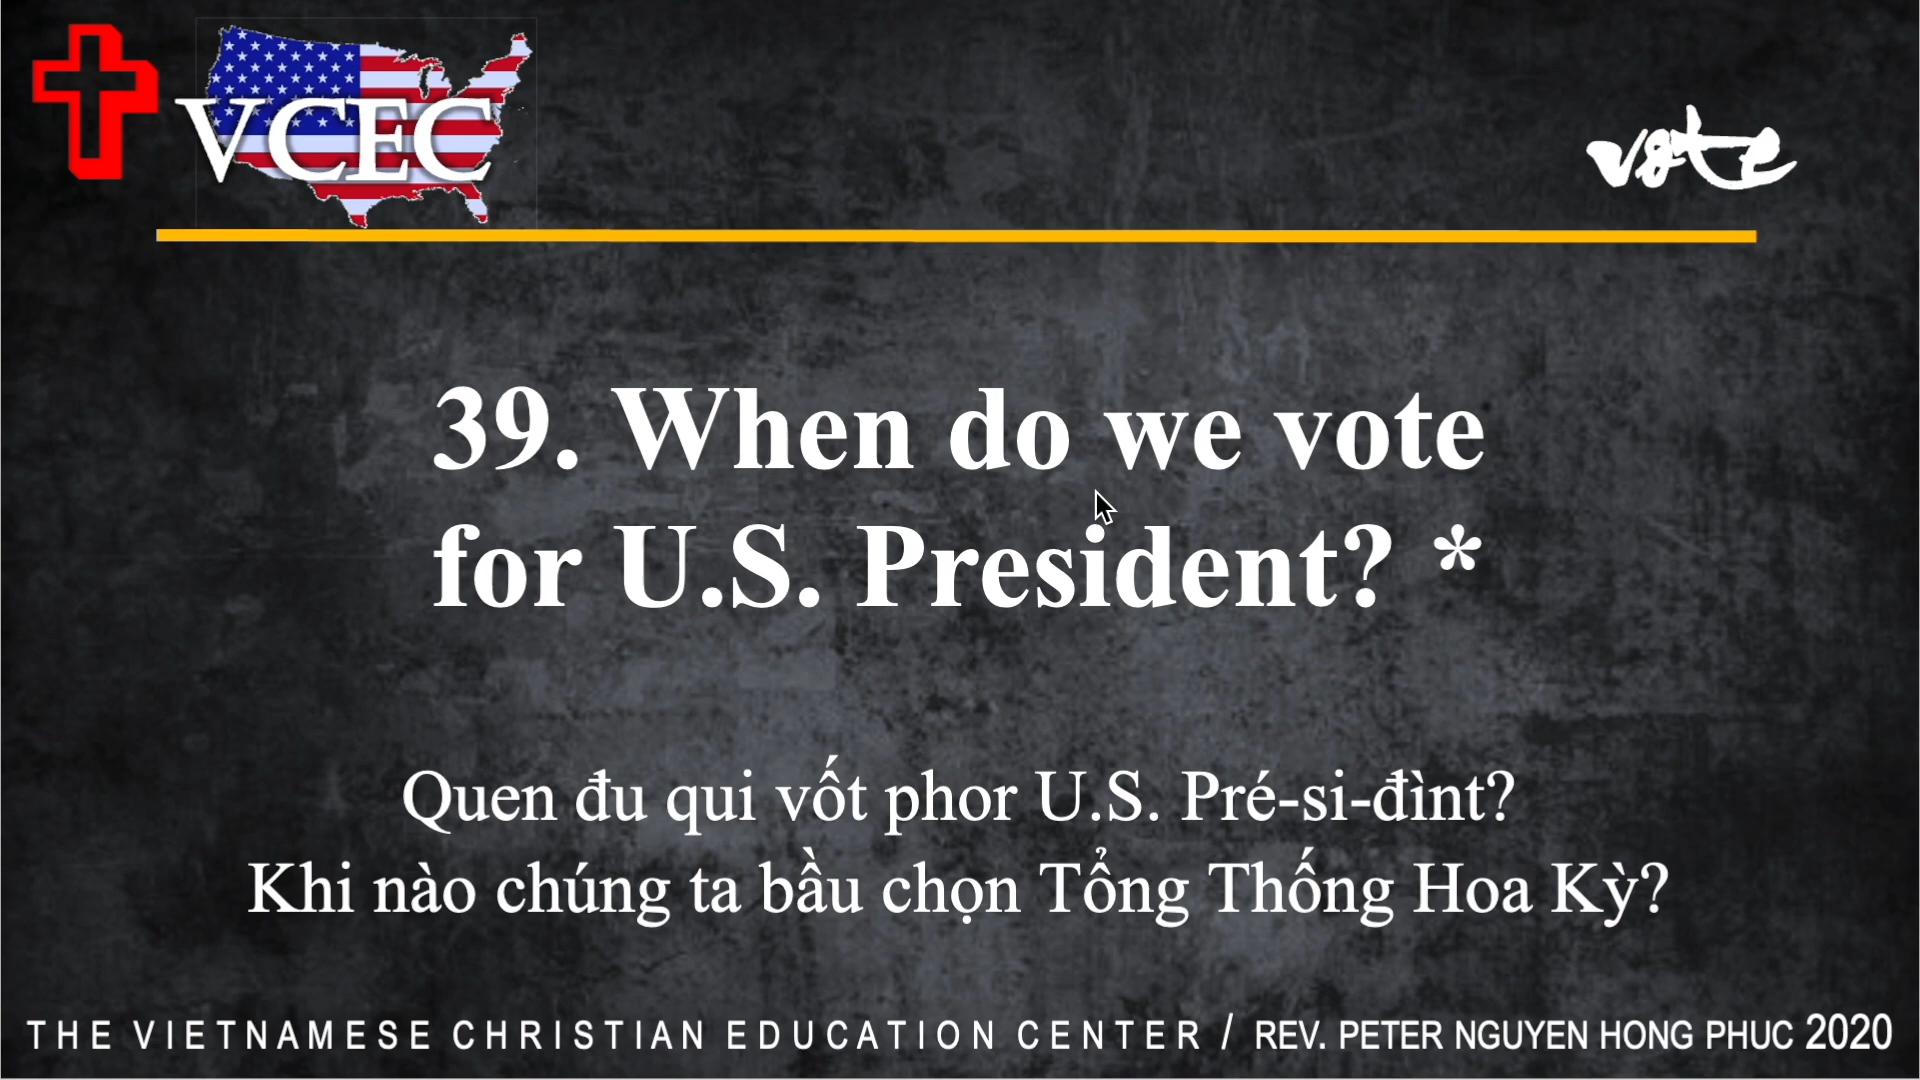 VCEC
vote
39. When do we vote
for U.S. President? *
Quen đu qui vốt phor U.S. Pré-si-đìnt?
Khi nào chúng ta bầu chọn Tổng Thống Hoa Kỳ?
THE VIETNAMESE CHRISTIAN EDUCATION CENTER / REV. PETER NGUYEN HONG PHUC 2020